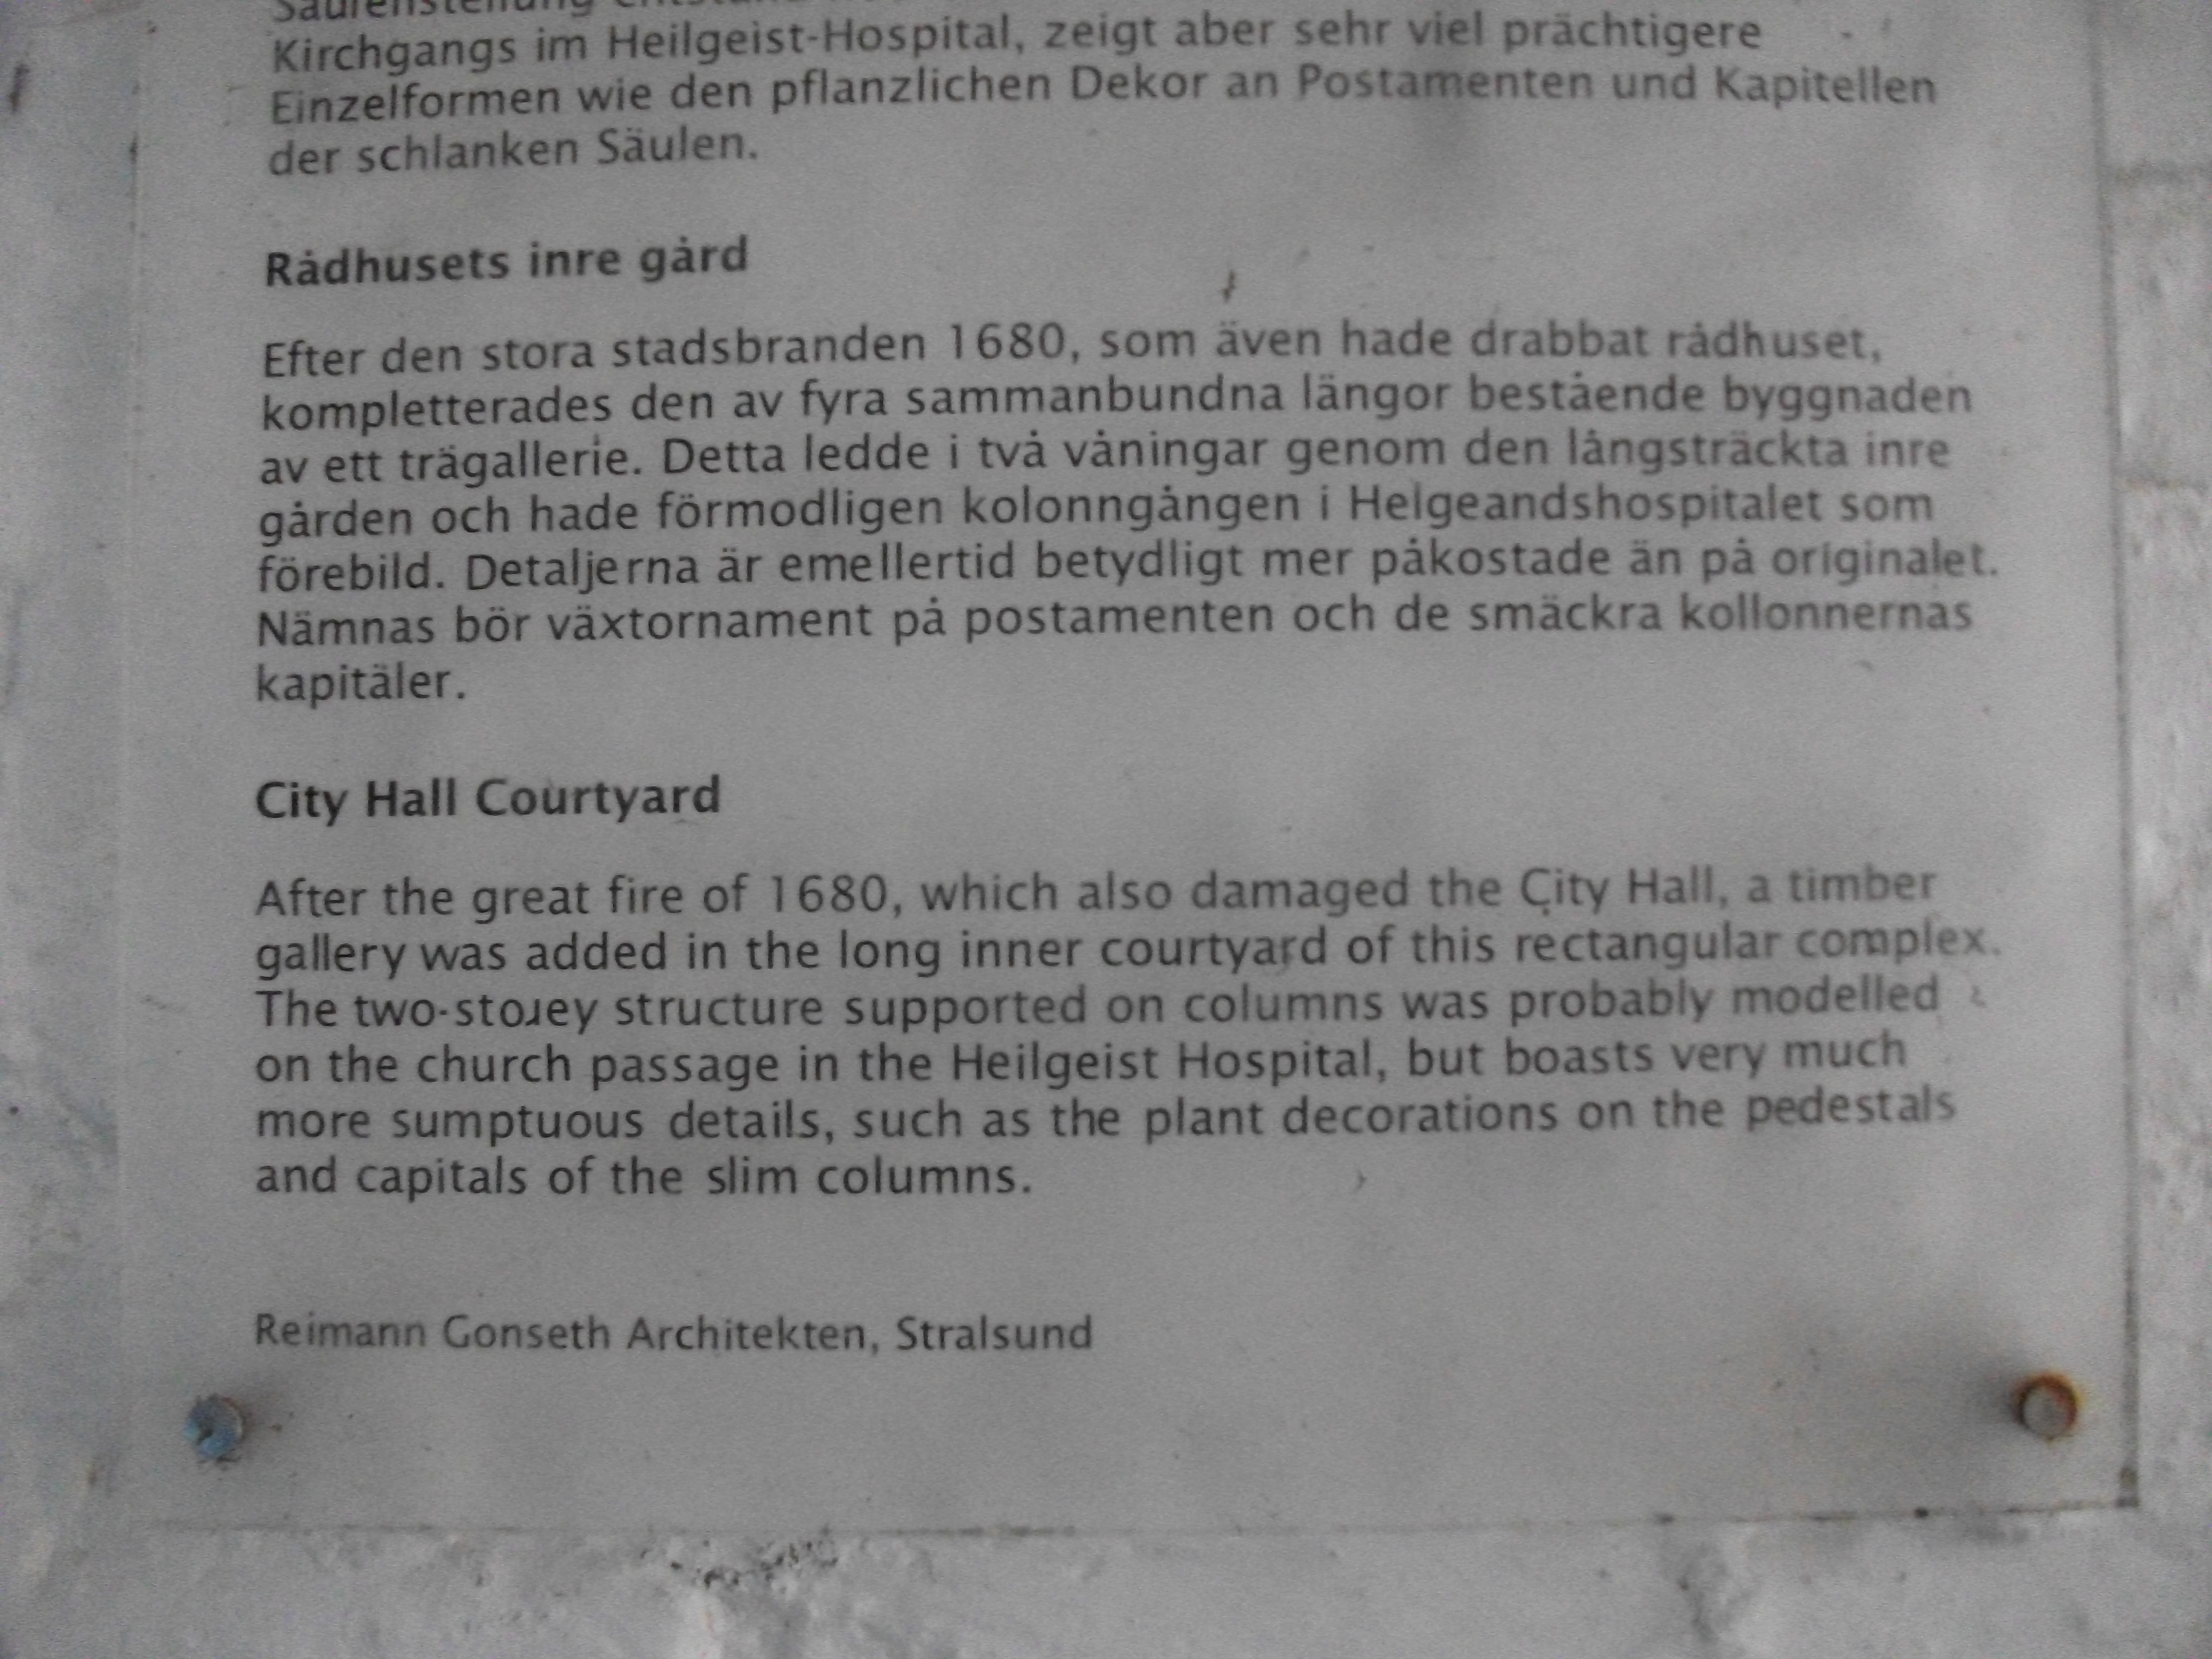 Säulenstellung
Kirchgangs im Heilgeist-Hospital, zeigt aber sehr viel prächtigere
Einzelformen wie den pflanzlichen Dekor an Postamenten und Kapitellen
der schlanken Säulen.
Rådhusets inre gård
Efter den stora stadsbranden 1680, som även hade drabbat rådhuset,
kompletterades den av fyra sammanbundna längor bestående byggnaden
av ett trägallerie. Detta ledde i två våningar genom den långsträckta inre
gården och hade förmodligen kolonngången i Helgeandshospitalet som
förebild. Detaljerna är emellertid betydligt mer påkostade än på originalet.
Nämnas bör växtornament på postamenten och de smäckra kollonnernas
kapitäler.
City Hall Courtyard
After the great fire of 1680, which also damaged the City Hall, a timber
gallery was added in the long inner courtyard of this rectangular complex.
The two-storey structure supported on columns was probably modelled
on the church passage in the Heilgeist Hospital, but boasts very much
more sumptuous details, such as the plant decorations on the pedestals
and capitals of the slim columns.
Reimann Gonseth Architekten, Stralsund